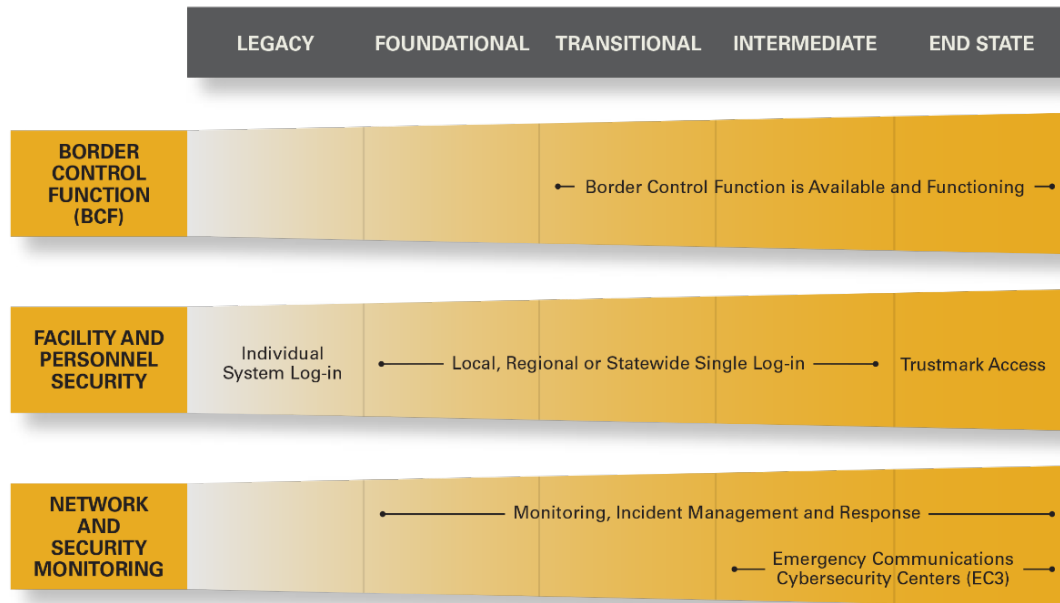 LEGACY FOUNDATIONAL TRANSITIONAL INTERMEDIATE END STATE
BORDER
CONTROL
FUNCTION
(BCF)
Border Control Function is Available and Functioning
FACILITY AND
PERSONNEL
SECURITY
Individual
System Log-in
Local, Regional or Statewide Single Log-in
Trustmark Access
NETWORK
AND
SECURITY
MONITORING
Monitoring, Incident Management and Response
Emergency Communications
Cybersecurity Centers (EC3)